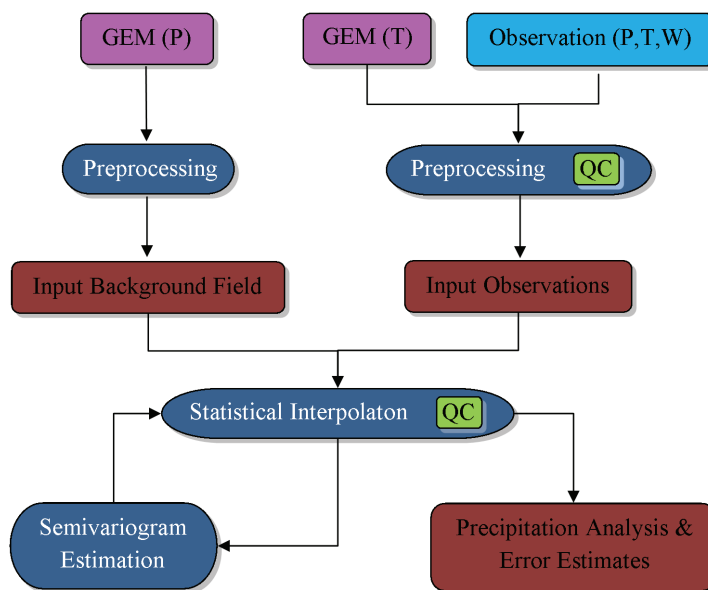 GEM (P)
GEM (T)
Observation (P,T,W)
Preprocessing
Preprocessing QC
Input Background Field
Input Observations
Statistical Interpolaton QC
Semivariogram
Estimation
Precipitation Analysis &
Error Estimates